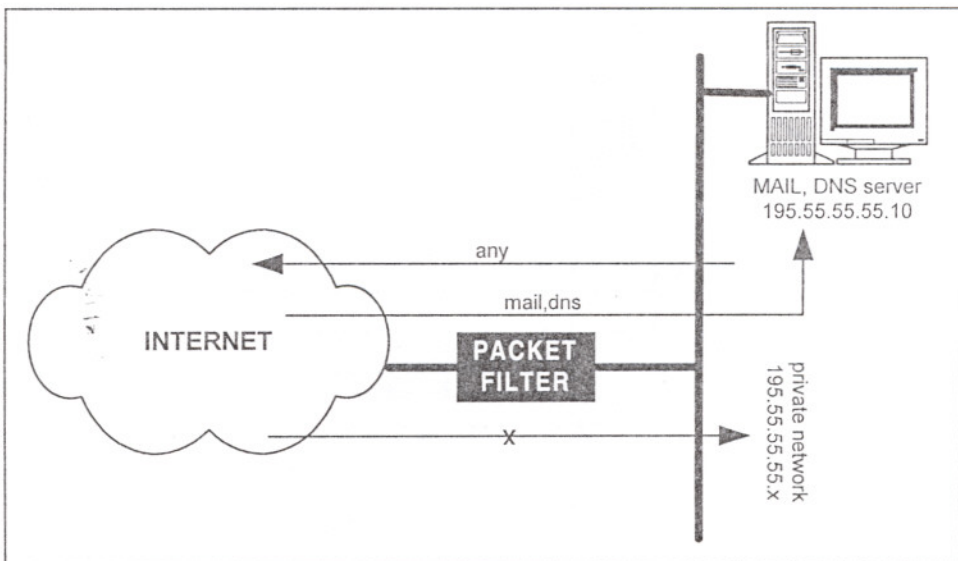 MAIL, DNS server
195.55.55.55.10
any
mail,dns
INTERNET
PACKET
FILTER
X
private network
195.55.55.55.x